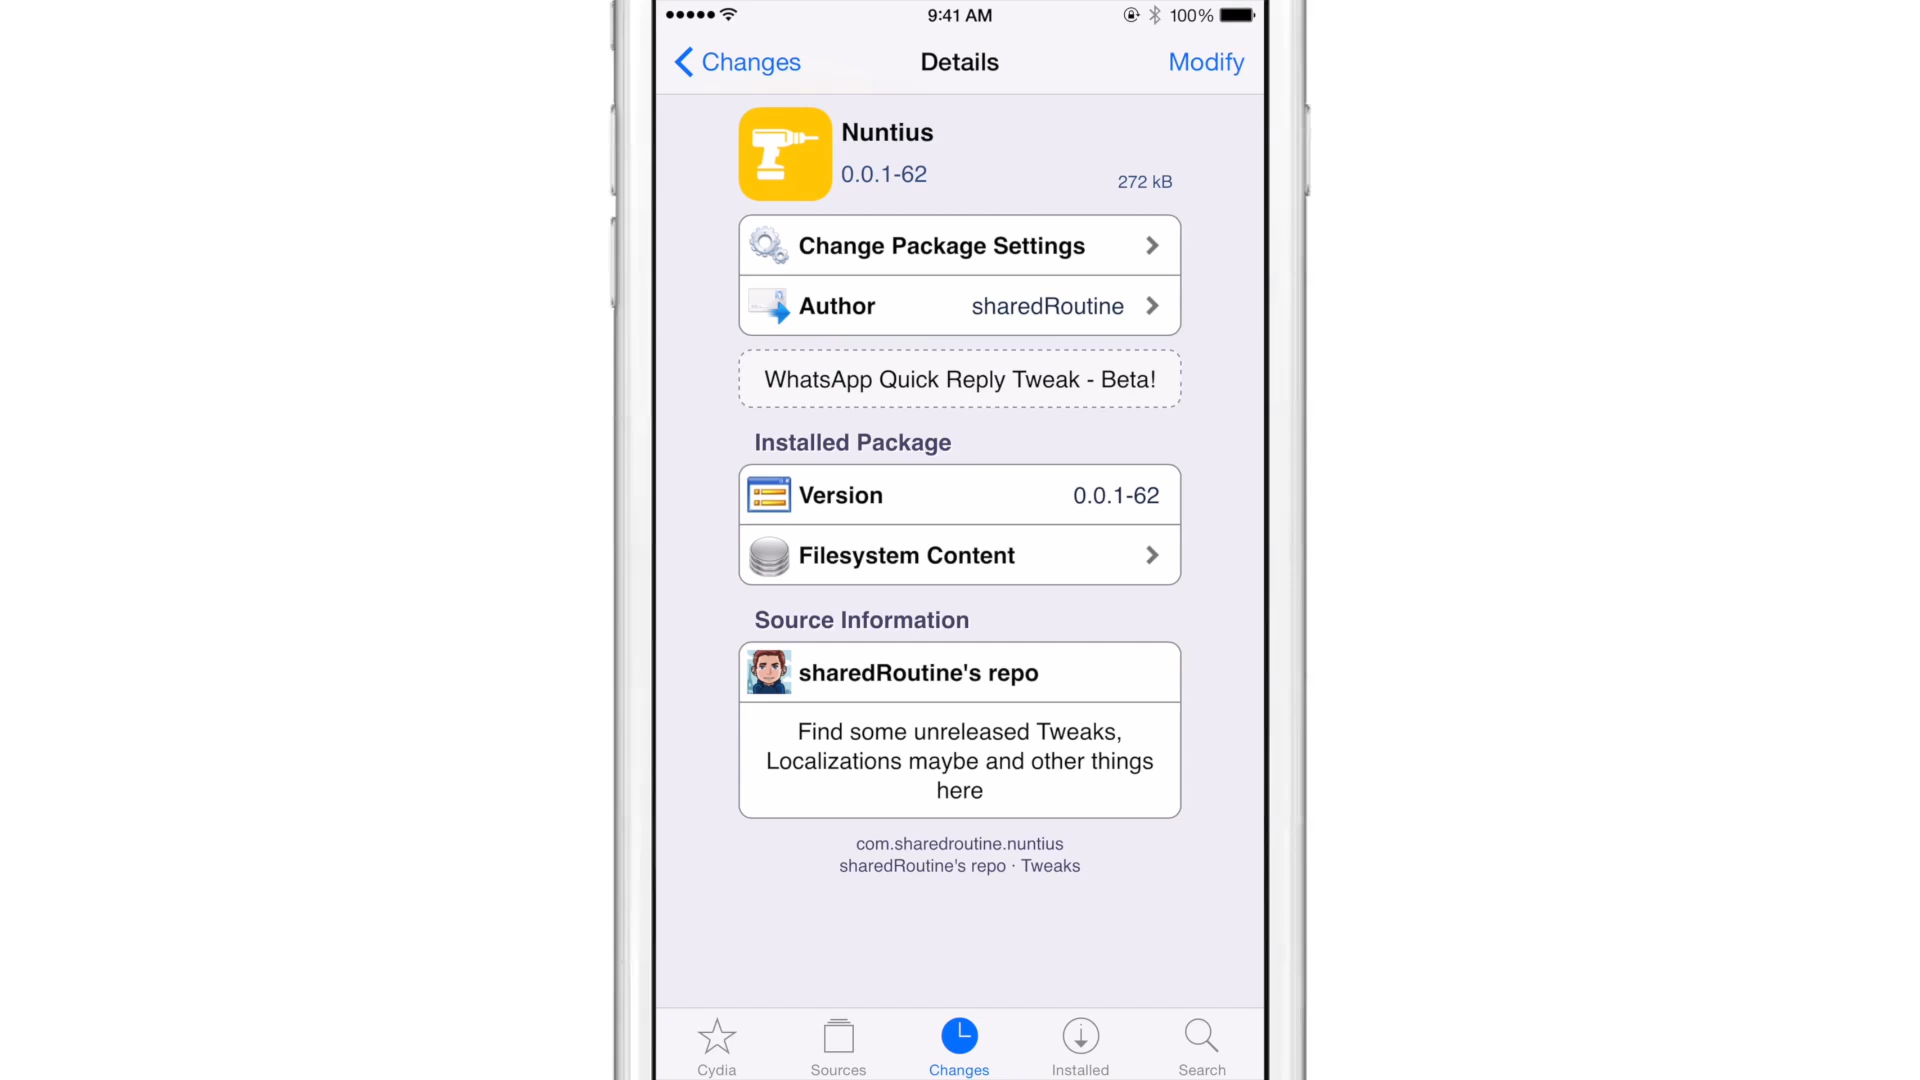 9:41 AM
100%
Changes
Details
Modify
Nuntius
0.0.1-62
272 kB
Change Package Settings
Author sharedRoutine
WhatsApp Quick Reply Tweak - Beta!
Installed Package
Version 0.0.1-62
Filesystem Content
Source Information
sharedRoutine's repo
Find some unreleased Tweaks,
Localizations maybe and other things
here
com.sharedroutine.nuntius
sharedRoutine's repo · Tweaks
Cydia
Sources
Changes
Installed
Search